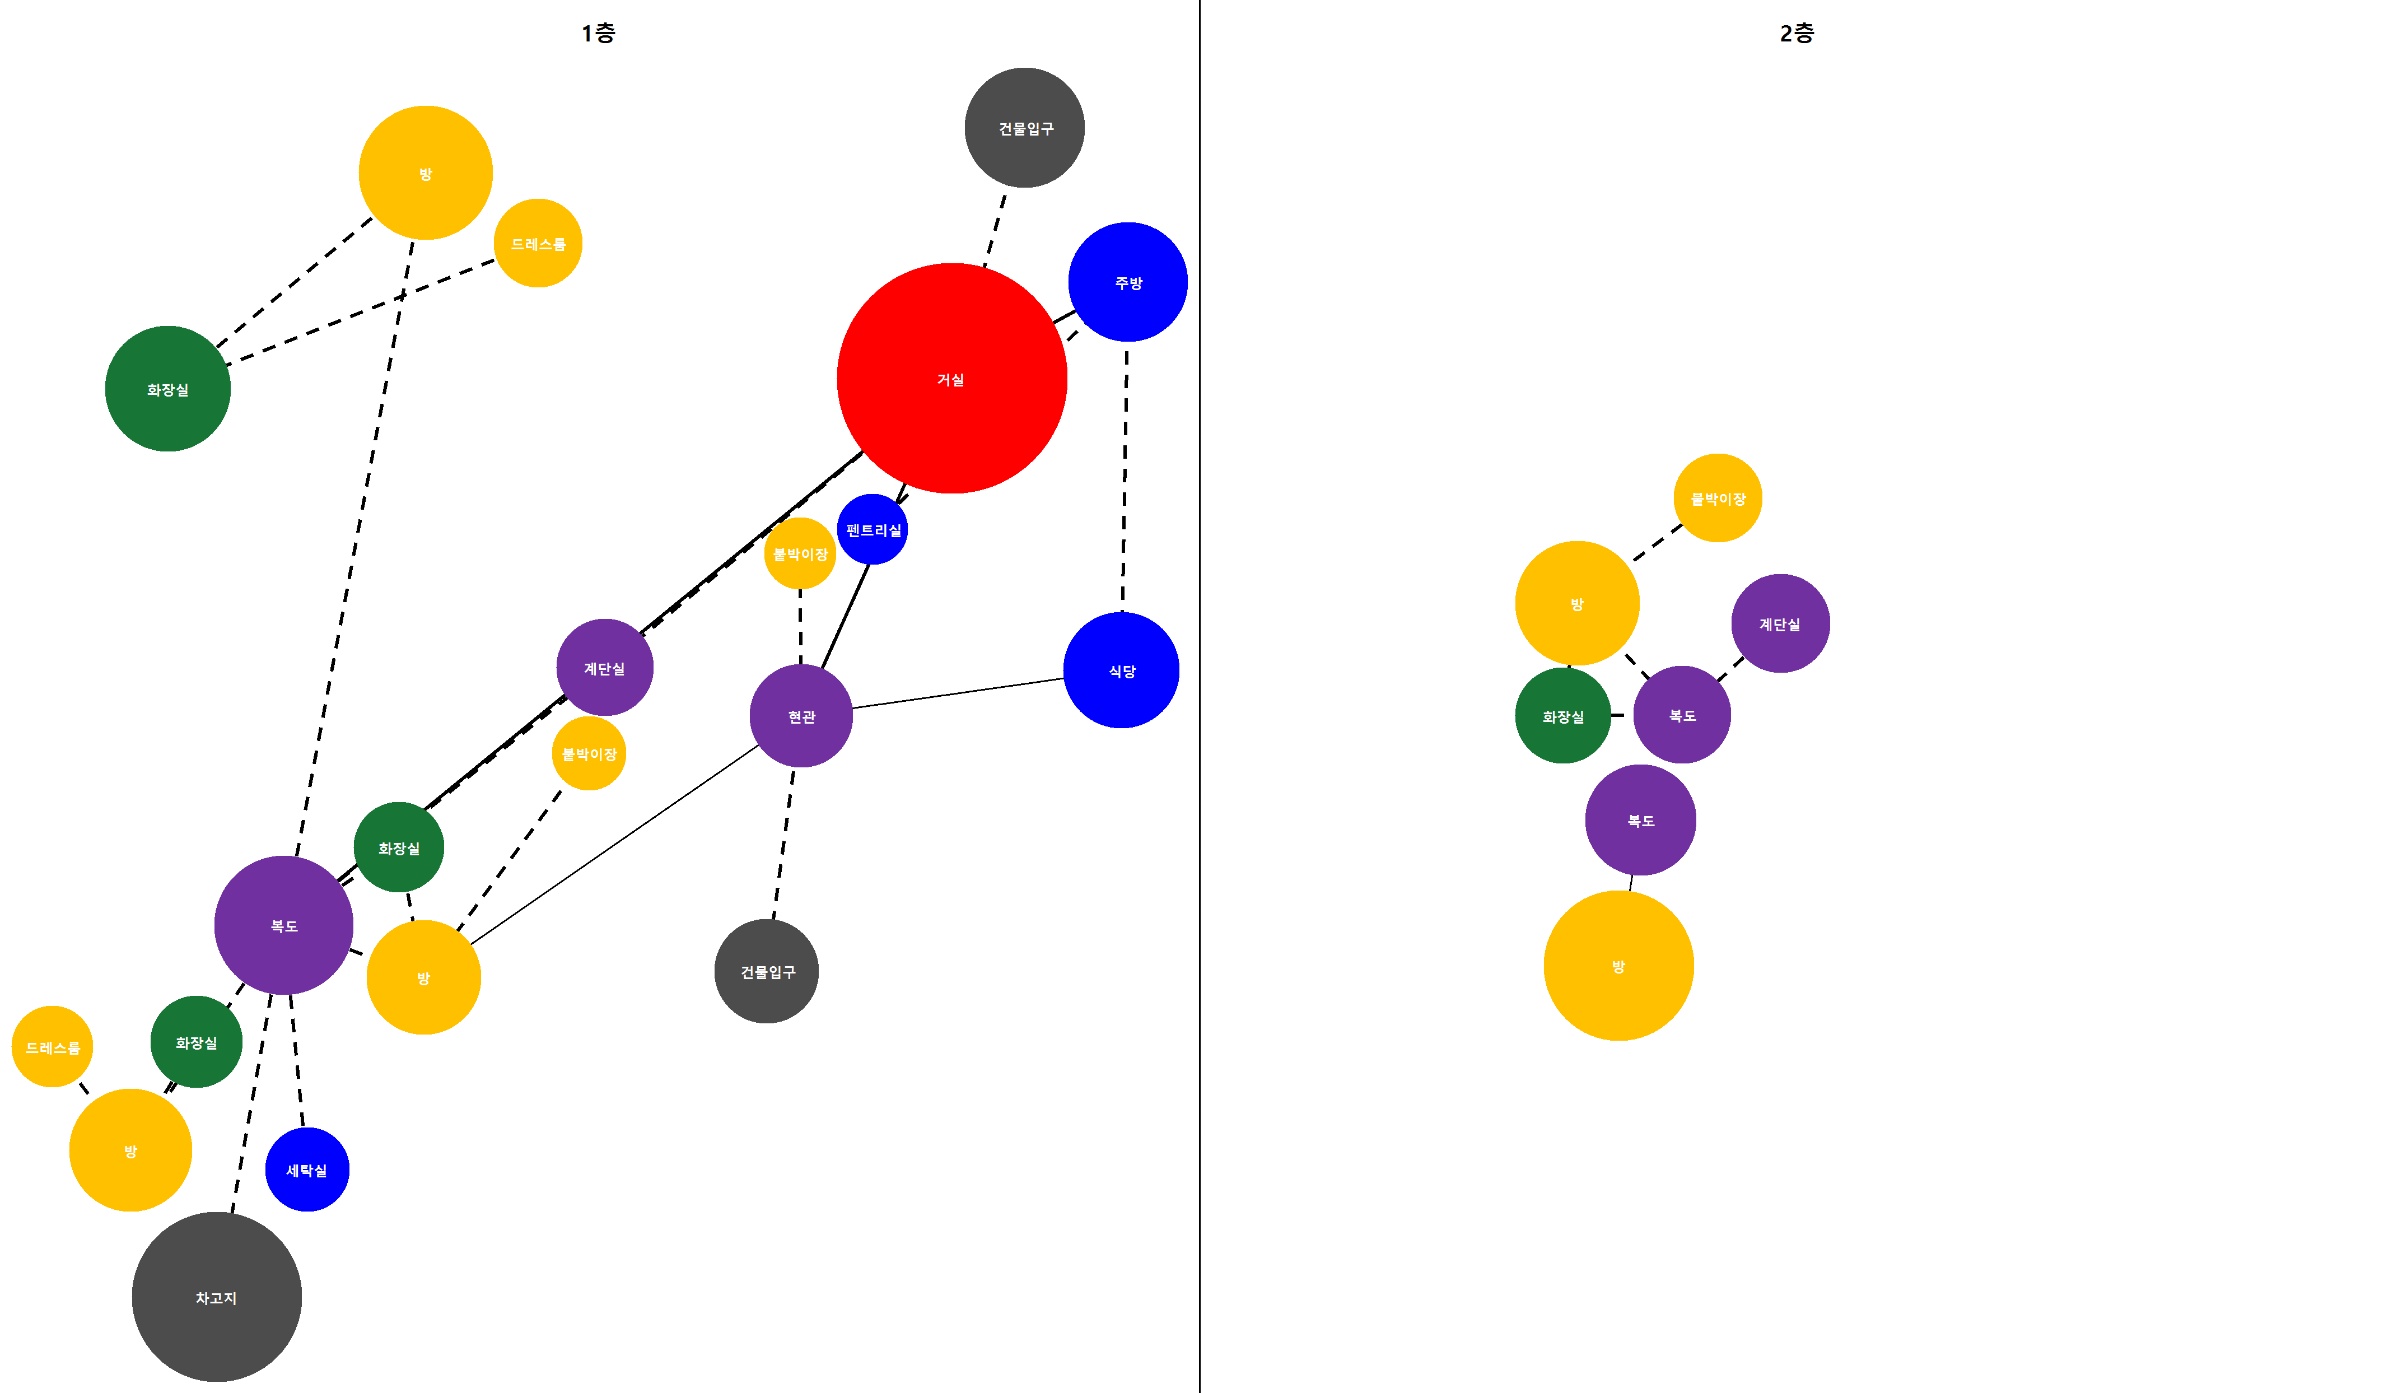 1층
건물입구
방
드레스룸
주방
화장실
거실
펜트리실
붙박이장
계단실
식당
현관
붙박이장
화장실
복도
방
건물입구
화장실
드레스룸
방
세탁실
차고지
2층
붙박이장
방
계단실
화장실
복도
복도
방